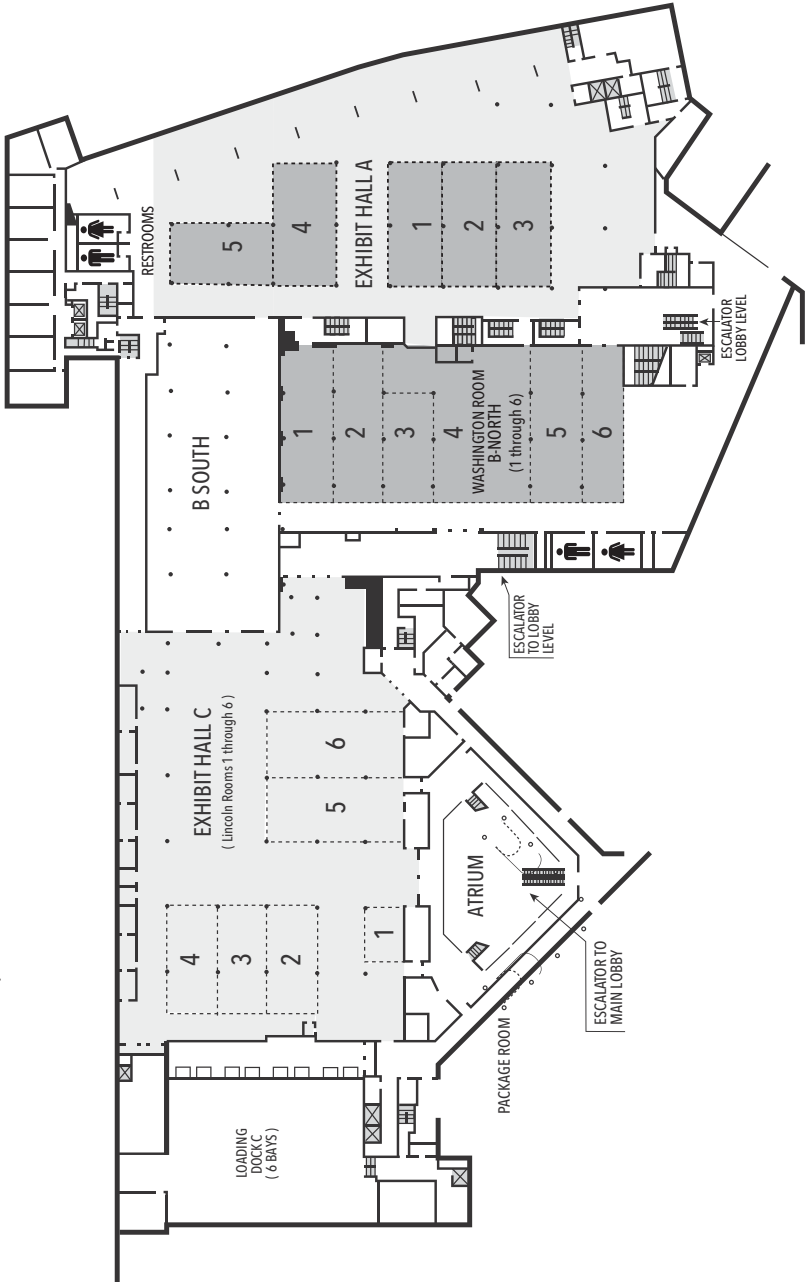 RESTROOMS
5
4
EXHIBIT HALL A
1
2
3
ESCALATOR
LOBBY LEVEL
B SOUTH
1
2
3
4
WASHINGTON ROOM
B-NORTH
(1 through 6)
5
6
ESCALATOR
TO LOBBY
LEVEL
EXHIBIT HALL C
( Lincoln Rooms 1 through 6 )
6
5
4
3
2
1
ATRIUM
ESCALATOR TO
MAIN LOBBY
PACKAGE ROOM
LOADING
DOCK C
( 6 BAYS )